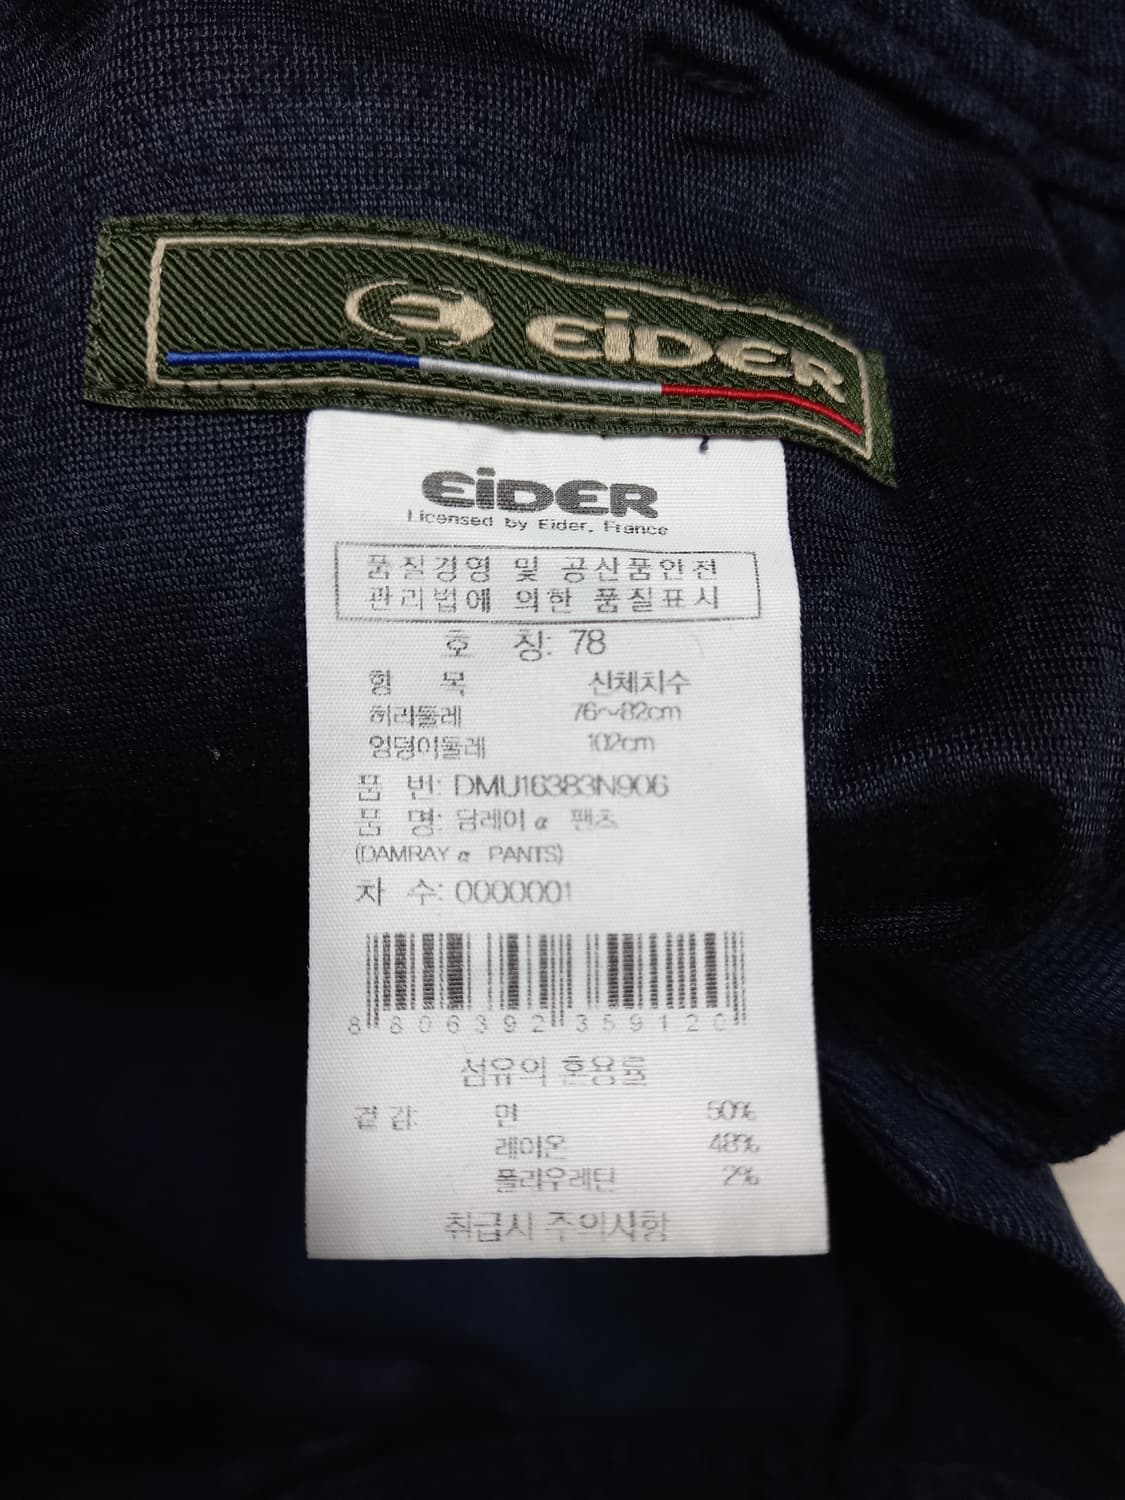 EiDER
EiDER
Licensed by Eider, France
품질경영 및 공산품안전
관리법에 의한 품질표시
호 칭: 78
항 목 신체치수
허리둘레 76~82cm
엉덩이둘레 102cm
품 번: DMU16383N906
품 명: 담레이 α 팬츠
(DAMRAY α PANTS)
차 수: 0000001
8 806392 359120
섬유의 혼용률
겉감: 면 50%
레이온 48%
폴리우레탄 2%
취급시 주의사항